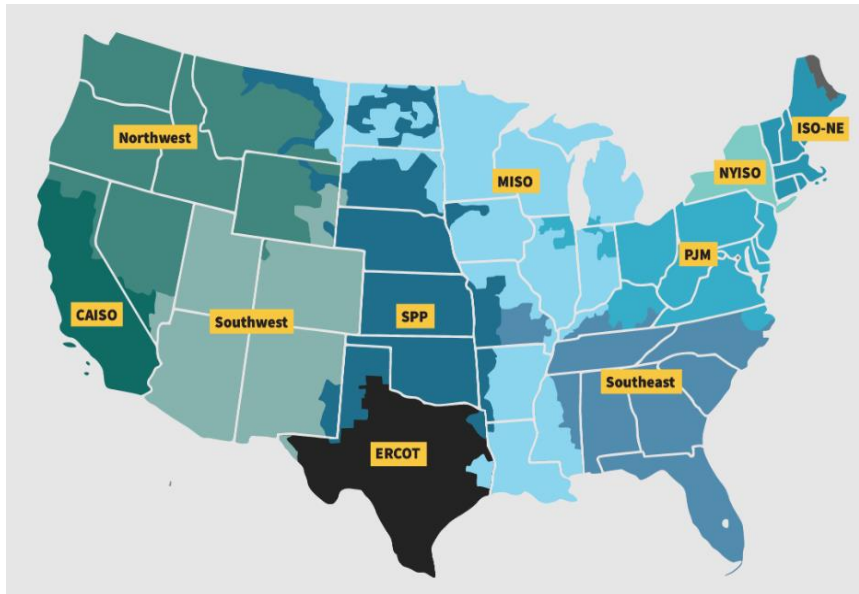 ISO-NE
Northwest
NYISO
MISO
PJM
CAISO
Southwest
SPP
Southeast
ERCOT